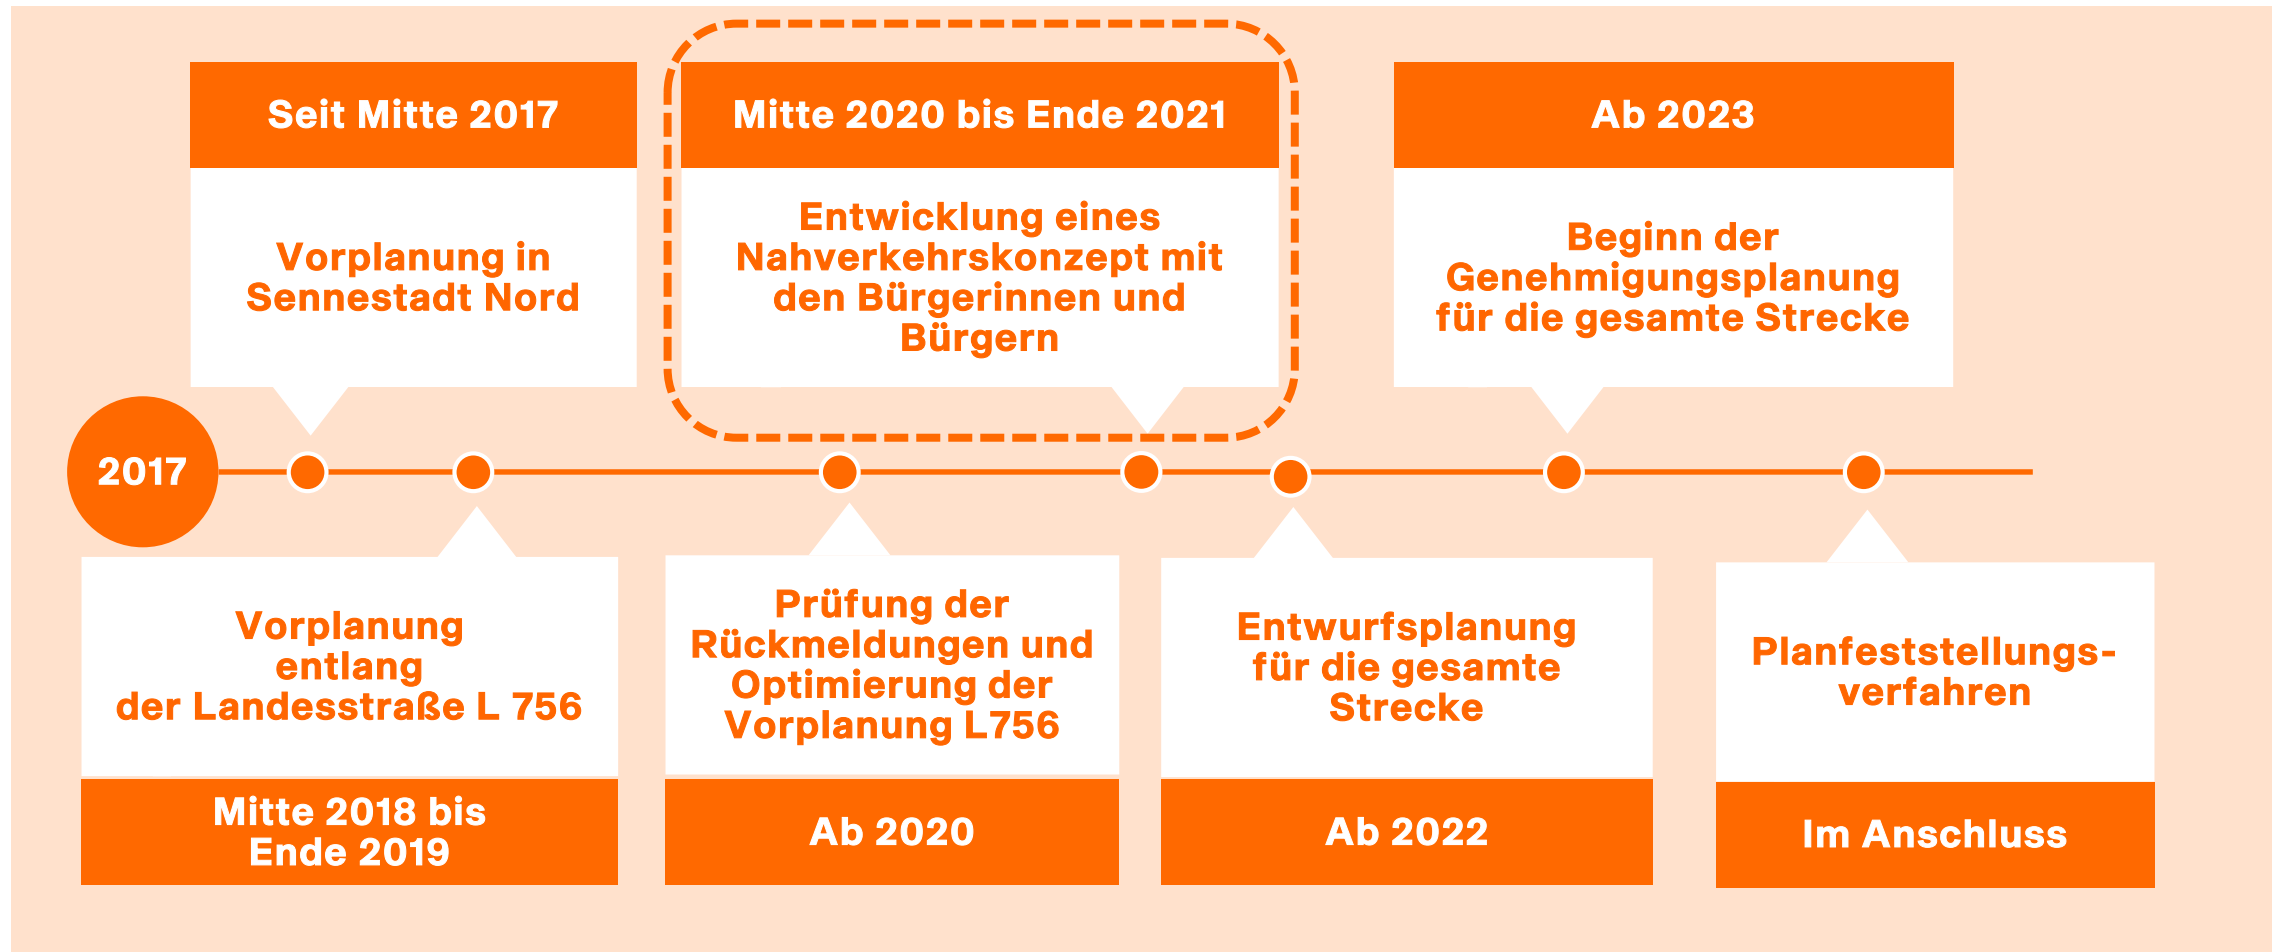 Seit Mitte 2017
Vorplanung in
Sennestadt Nord
Mitte 2020 bis Ende 2021
Entwicklung eines
Nahverkehrskonzept mit
den Bürgerinnen und
Bürgern
Ab 2023
Beginn der
Genehmigungsplanung
für die gesamte Strecke
2017
Vorplanung
entlang
der Landesstraße L 756
Mitte 2018 bis
Ende 2019
Prüfung der
Rückmeldungen und
Optimierung der
Vorplanung L756
Ab 2020
Entwurfsplanung
für die gesamte
Strecke
Ab 2022
Planfeststellungs-
verfahren
Im Anschluss